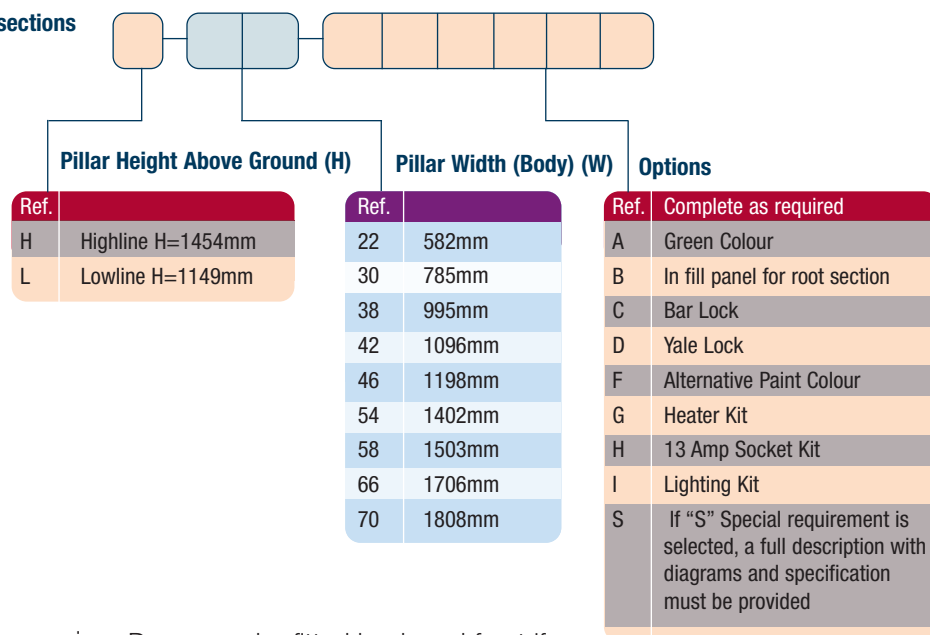 sections
Pillar Height Above Ground (H)
Ref.
H Highline H=1454mm
L Lowline H=1149mm
Pillar Width (Body) (W)
Ref.
22 582mm
30 785mm
38 995mm
42 1096mm
46 1198mm
54 1402mm
58 1503mm
66 1706mm
70 1808mm
Options
Ref. Complete as required
A Green Colour
B In fill panel for root section
C Bar Lock
D Yale Lock
F Alternative Paint Colour
G Heater Kit
H 13 Amp Socket Kit
I Lighting Kit
S If “S” Special requirement is
selected, a full description with
diagrams and specification
must be provided